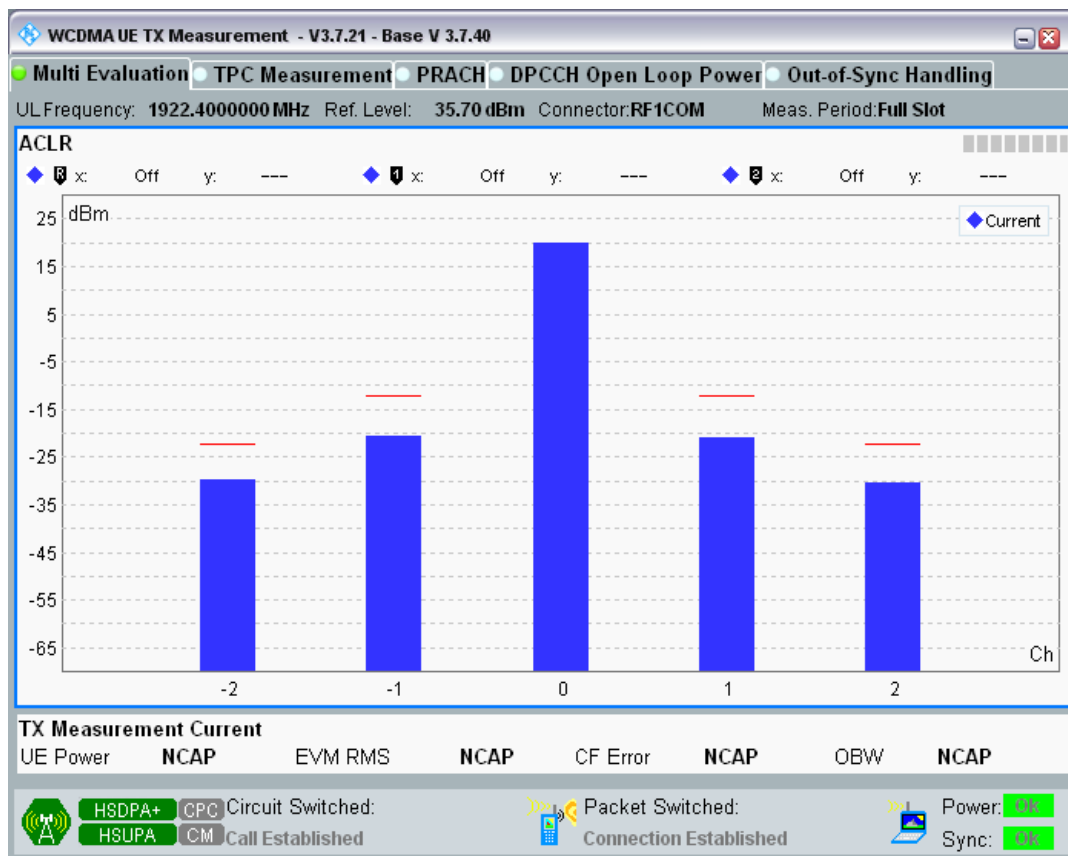 WCDMA UE TX Measurement - V3.7.21 - Base V 3.7.40
Multi Evaluation TPC Measurement PRACH DPCCH Open Loop Power Out-of-Sync Handling
UL Frequency: 1922.4000000 MHz Ref. Level: 35.70 dBm Connector:RF1COM Meas. Period:Full Slot
ACLR
R x: Off y: --- 1 x: Off y: --- 2 x: Off y: ---
dBm
Current
25
15
5
-5
-15
-25
-35
-45
-55
-65
Ch
-2 -1 0 1 2
TX Measurement Current
UE Power NCAP EVM RMS NCAP CF Error NCAP OBW NCAP
HSDPA+ CPC Circuit Switched: Packet Switched: Power: OK
HSUPA CM Call Established Connection Established Sync: OK